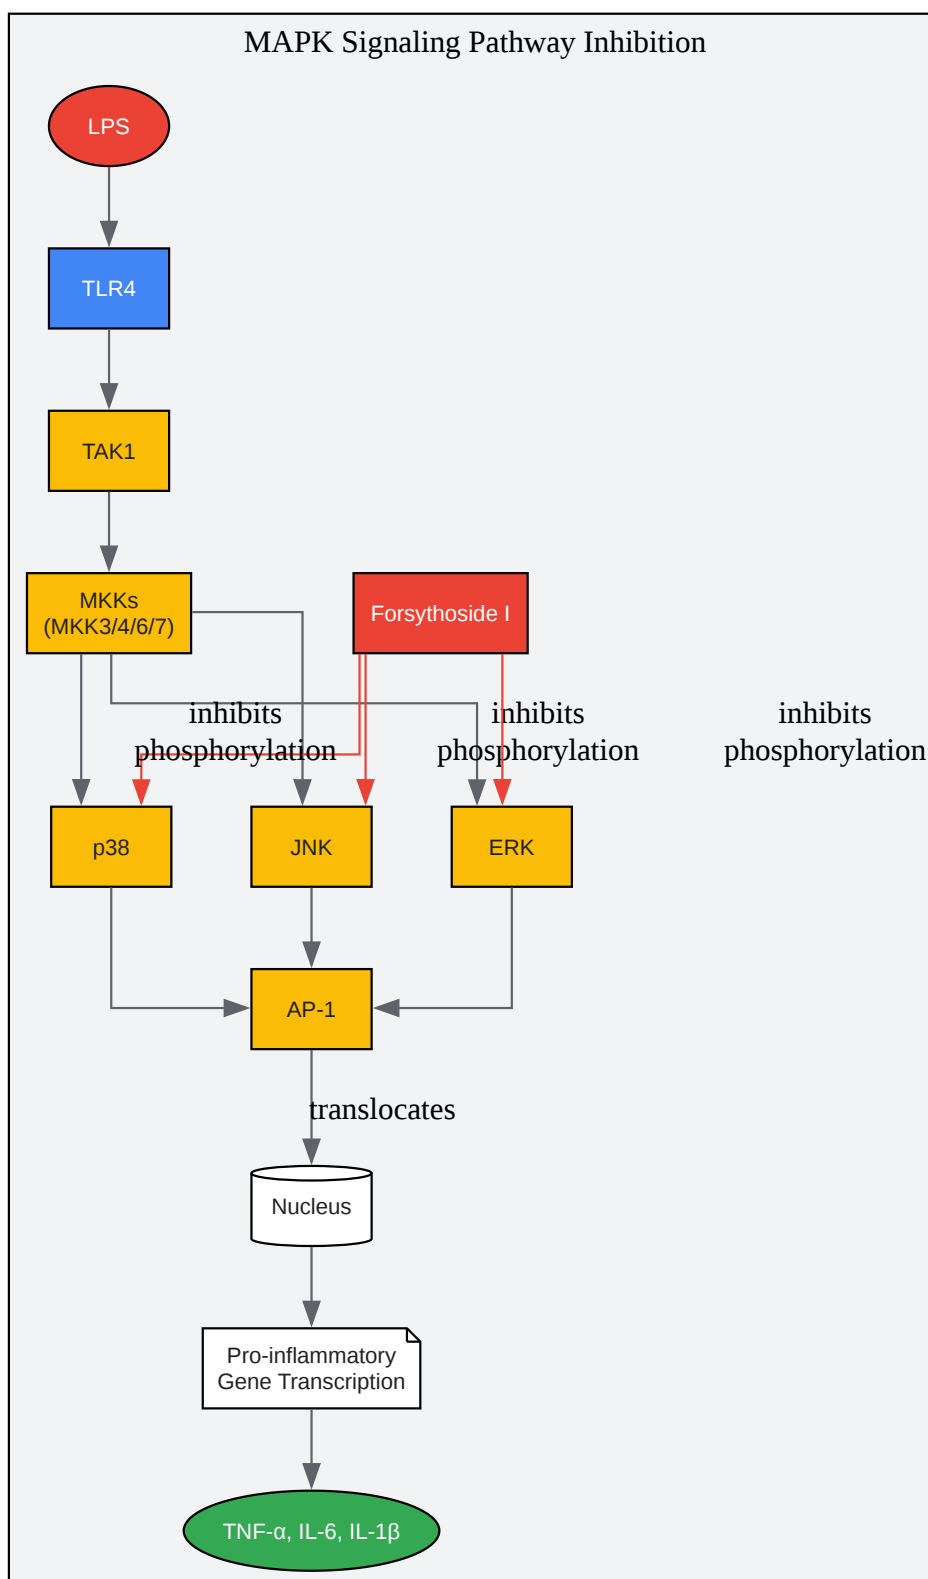 MAPK Signaling Pathway Inhibition
LPS
TLR4
TAK1
MKKs
(MKK3/4/6/7)
Forsythoside I
inhibits
phosphorylation
inhibits
phosphorylation
inhibits
phosphorylation
p38
JNK
ERK
AP-1
translocates
Nucleus
Pro-inflammatory
Gene Transcription
TNF-α, IL-6, IL-1β